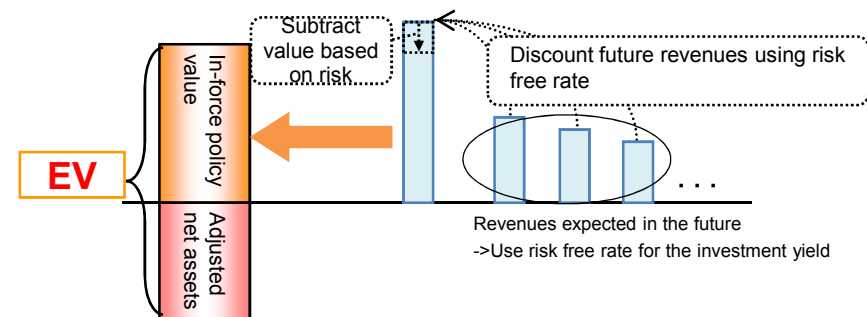 Subtract
value based
on risk
Discount future revenues using risk
free rate
In-force policy
value
EV
Adjusted
net assets
. . .
Revenues expected in the future
->Use risk free rate for the investment yield